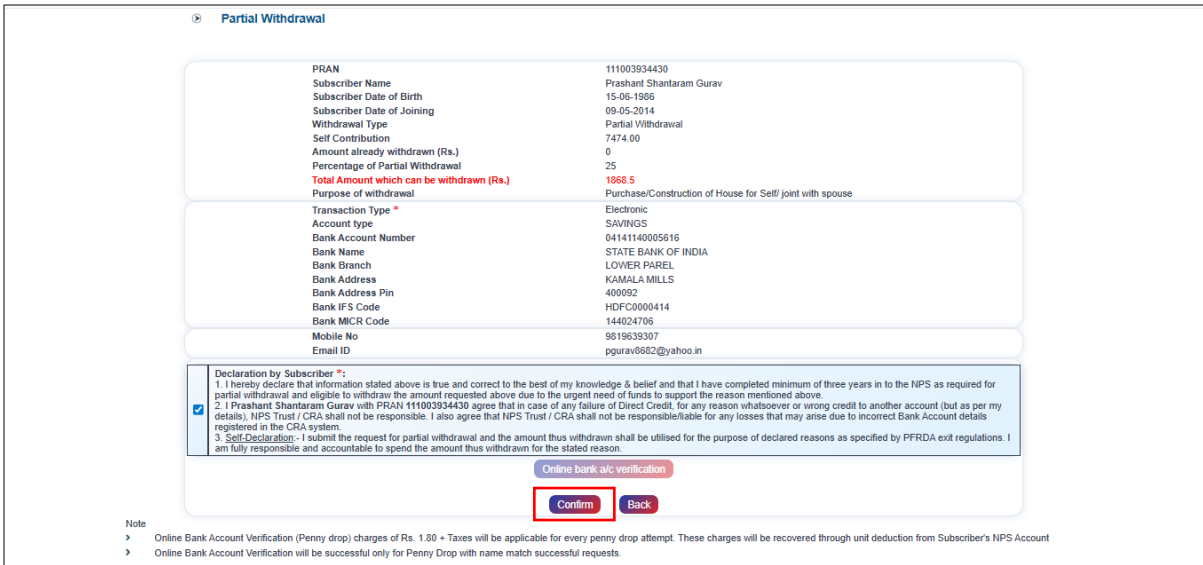 Partial Withdrawal
PRAN 111003934430
Subscriber Name Prashant Shantaram Gurav
Subscriber Date of Birth 15-06-1986
Subscriber Date of Joining 09-05-2014
Withdrawal Type Partial Withdrawal
Self Contribution 7474.00
Amount already withdrawn (Rs.) 0
Percentage of Partial Withdrawal 25
Total Amount which can be withdrawn (Rs.) 1868.5
Purpose of withdrawal Purchase/Construction of House for Self/ joint with spouse
Transaction Type * Electronic
Account type SAVINGS
Bank Account Number 04141140005616
Bank Name STATE BANK OF INDIA
Bank Branch LOWER PAREL
Bank Address KAMALA MILLS
Bank Address Pin 400092
Bank IFS Code HDFC0000414
Bank MICR Code 144024706
Mobile No 9819639307
Email ID pgurav8682@yahoo.in
Declaration by Subscriber *:
1. I hereby declare that information stated above is true and correct to the best of my knowledge & belief and that I have completed minimum of three years in to the NPS as required for
partial withdrawal and eligible to withdraw the amount requested above due to the urgent need of funds to support the reason mentioned above.
2. I Prashant Shantaram Gurav with PRAN 111003934430 agree that in case of any failure of Direct Credit, for any reason whatsoever or wrong credit to another account (but as per my
details), NPS Trust / CRA shall not be responsible. I also agree that NPS Trust / CRA shall not be responsible/liable for any losses that may arise due to incorrect Bank Account details
registered in the CRA system.
3. Self-Declaration:- I submit the request for partial withdrawal and the amount thus withdrawn shall be utilised for the purpose of declared reasons as specified by PFRDA exit regulations. I
am fully responsible and accountable to spend the amount thus withdrawn for the stated reason.
Online bank a/c verification
Confirm Back
Note
Online Bank Account Verification (Penny drop) charges of Rs. 1.80 + Taxes will be applicable for every penny drop attempt. These charges will be recovered through unit deduction from Subscriber's NPS Account
Online Bank Account Verification will be successful only for Penny Drop with name match successful requests.